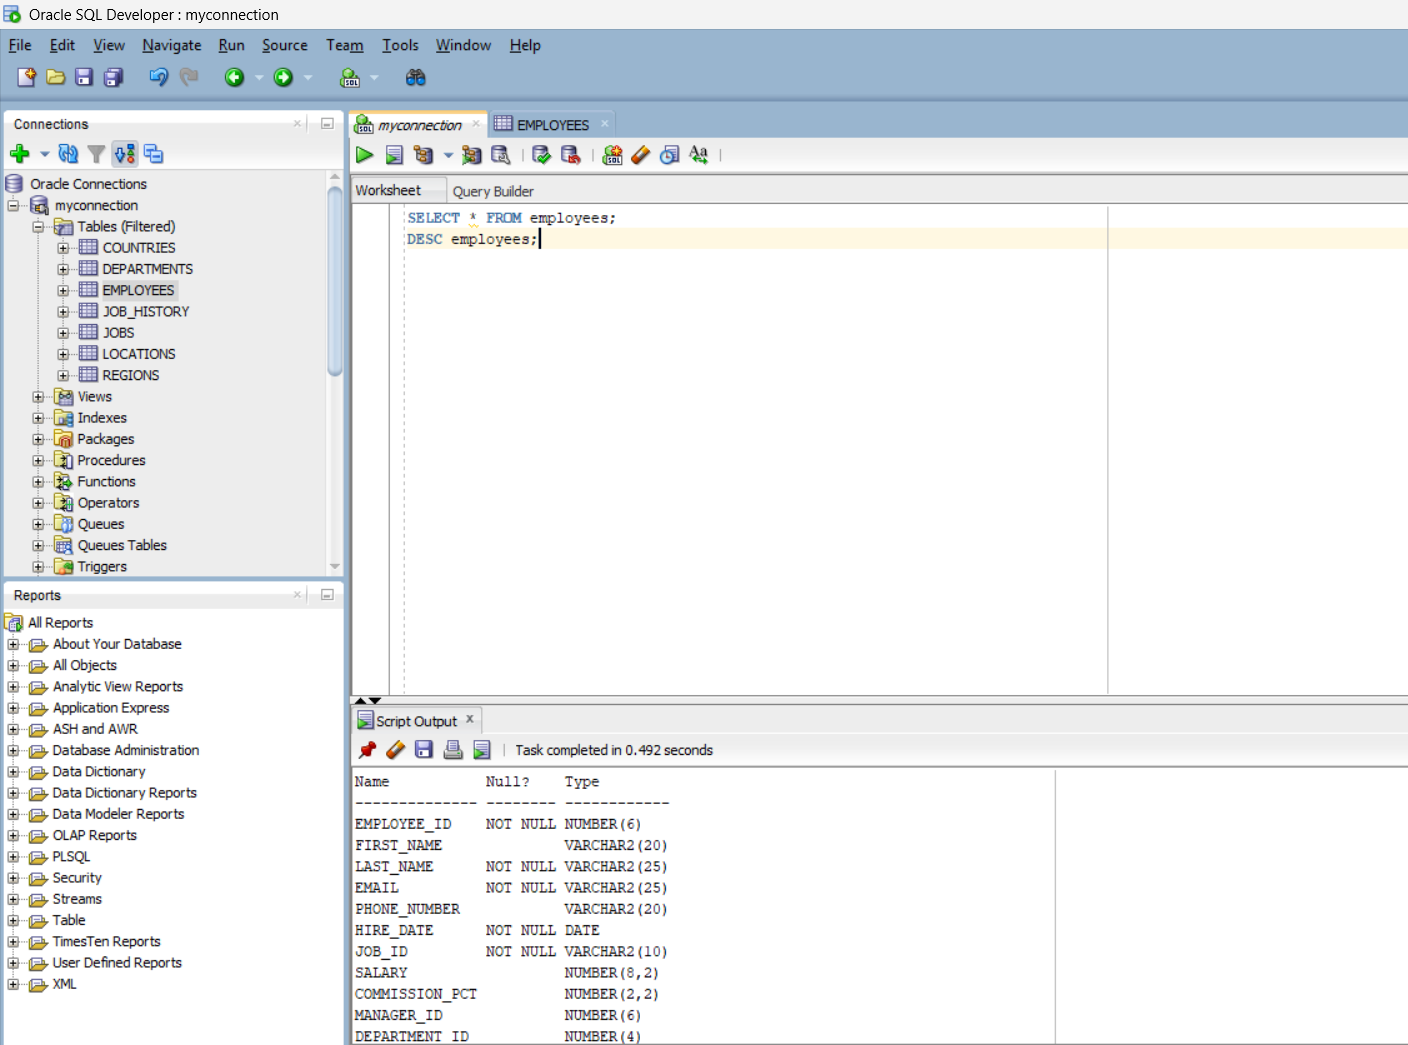 Oracle SQL Developer : myconnection
File Edit View Navigate Run Source Team Tools Window Help
Connections
Oracle Connections
myconnection
Tables (Filtered)
COUNTRIES
DEPARTMENTS
EMPLOYEES
JOB_HISTORY
JOBS
LOCATIONS
REGIONS
Views
Indexes
Packages
Procedures
Functions
Operators
Queues
Queues Tables
Triggers
Reports
All Reports
About Your Database
All Objects
Analytic View Reports
Application Express
ASH and AWR
Database Administration
Data Dictionary
Data Dictionary Reports
Data Modeler Reports
OLAP Reports
PLSQL
Security
Streams
Table
TimesTen Reports
User Defined Reports
XML
myconnection EMPLOYEES
Worksheet Query Builder
SELECT * FROM employees;
DESC employees;
Script Output
Task completed in 0.492 seconds
Name Null? Type
-------------- -------- ------------
EMPLOYEE_ID NOT NULL NUMBER(6)
FIRST_NAME VARCHAR2(20)
LAST_NAME NOT NULL VARCHAR2(25)
EMAIL NOT NULL VARCHAR2(25)
PHONE_NUMBER VARCHAR2(20)
HIRE_DATE NOT NULL DATE
JOB_ID NOT NULL VARCHAR2(10)
SALARY NUMBER(8,2)
COMMISSION_PCT NUMBER(2,2)
MANAGER_ID NUMBER(6)
DEPARTMENT_ID NUMBER(4)